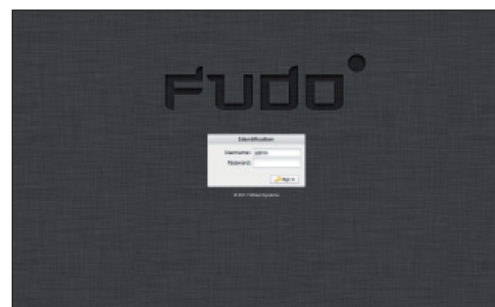 FUDO
Identification
Username: admin
Password:
Sign in